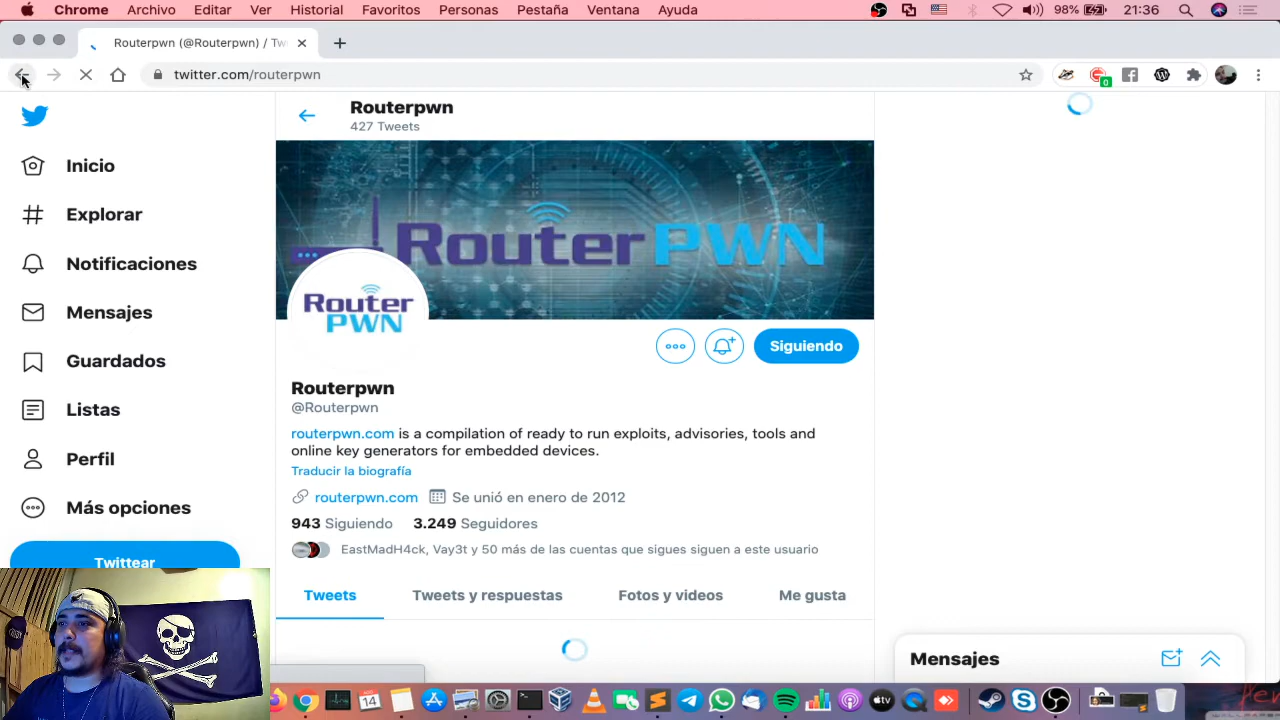 Chrome Archivo Editar Ver Historial Favoritos Personas Pestaña Ventana Ayuda 98% 21:36
Routerpwn (@Routerpwn) / Tw
twitter.com/routerpwn
0
Routerpwn
427 Tweets
Inicio
Explorar
Notificaciones
Mensajes
Guardados
Listas
Perfil
Más opciones
Twittear
RouterPWN
Router
PWN
Siguiendo
Routerpwn
@Routerpwn
routerpwn.com is a compilation of ready to run exploits, advisories, tools and
online key generators for embedded devices.
Traducir la biografía
routerpwn.com Se unió en enero de 2012
943 Siguiendo 3.249 Seguidores
EastMadH4ck, Vay3t y 50 más de las cuentas que sigues siguen a este usuario
Tweets Tweets y respuestas Fotos y videos Me gusta
Mensajes
14